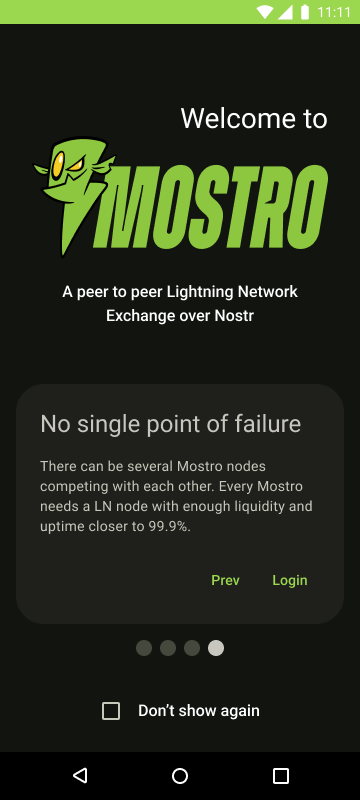 11:11
Welcome to
MOSTRO
A peer to peer Lightning Network
Exchange over Nostr
No single point of failure
There can be several Mostro nodes
competing with each other. Every Mostro
needs a LN node with enough liquidity and
uptime closer to 99.9%.
Prev Login
Don’t show again